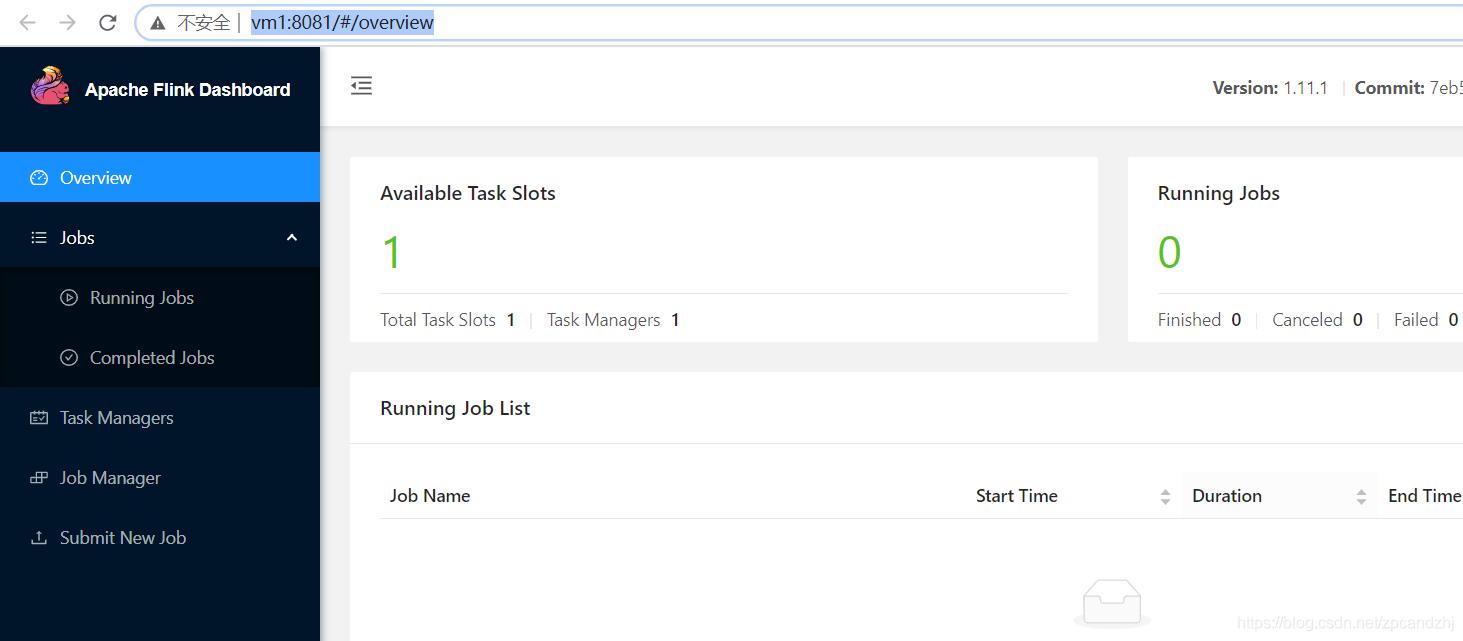 不安全 | vm1:8081/#/overview
Apache Flink Dashboard
Version: 1.11.1 Commit: 7eb5
Overview
Jobs
Running Jobs
Completed Jobs
Task Managers
Job Manager
Submit New Job
Available Task Slots
1
Total Task Slots 1 Task Managers 1
Running Jobs
0
Finished 0 Canceled 0 Failed 0
Running Job List
Job Name Start Time Duration End Time
https://blog.csdn.net/zpcandzhj